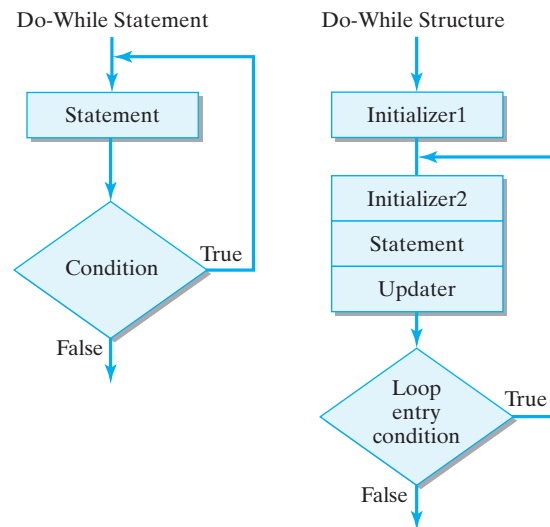 Do-While Statement
Statement
Condition
True
False
Do-While Structure
Initializer1
Initializer2
Statement
Updater
Loop
entry
condition
True
False